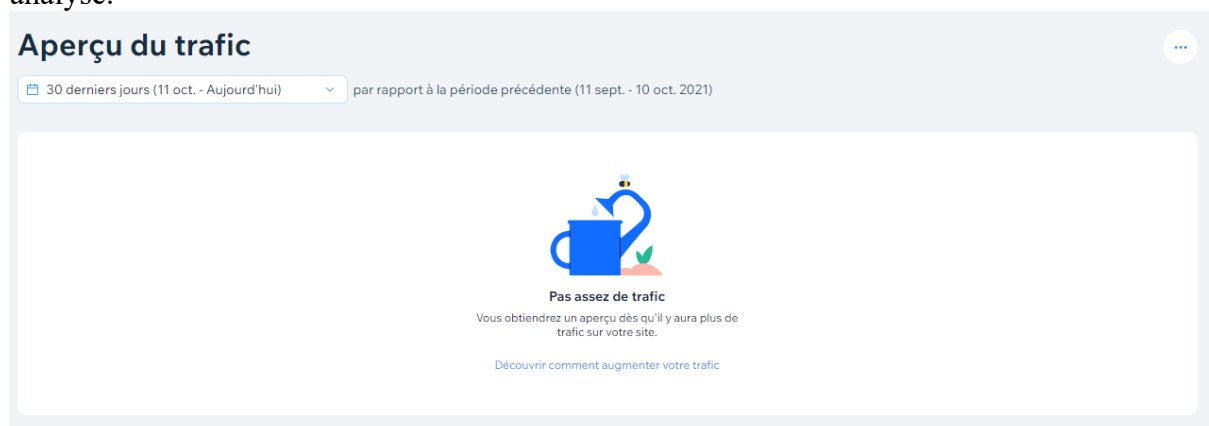 analyse.
Aperçu du trafic
30 derniers jours (11 oct. - Aujourd'hui)
par rapport à la période précédente (11 sept. - 10 oct. 2021)
Pas assez de trafic
Vous obtiendrez un aperçu dès qu'il y aura plus de
trafic sur votre site.
Découvrir comment augmenter votre trafic